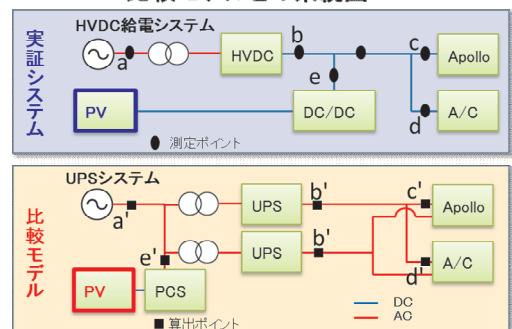 HVDC給電システム
実証システム
a
HVDC
b
c
Apollo
e
PV
DC/DC
d
A/C
測定ポイント
UPSシステム
比較モデル
a'
UPS
b'
c'
Apollo
e'
UPS
b'
d'
A/C
PV
PCS
DC
AC
算出ポイント